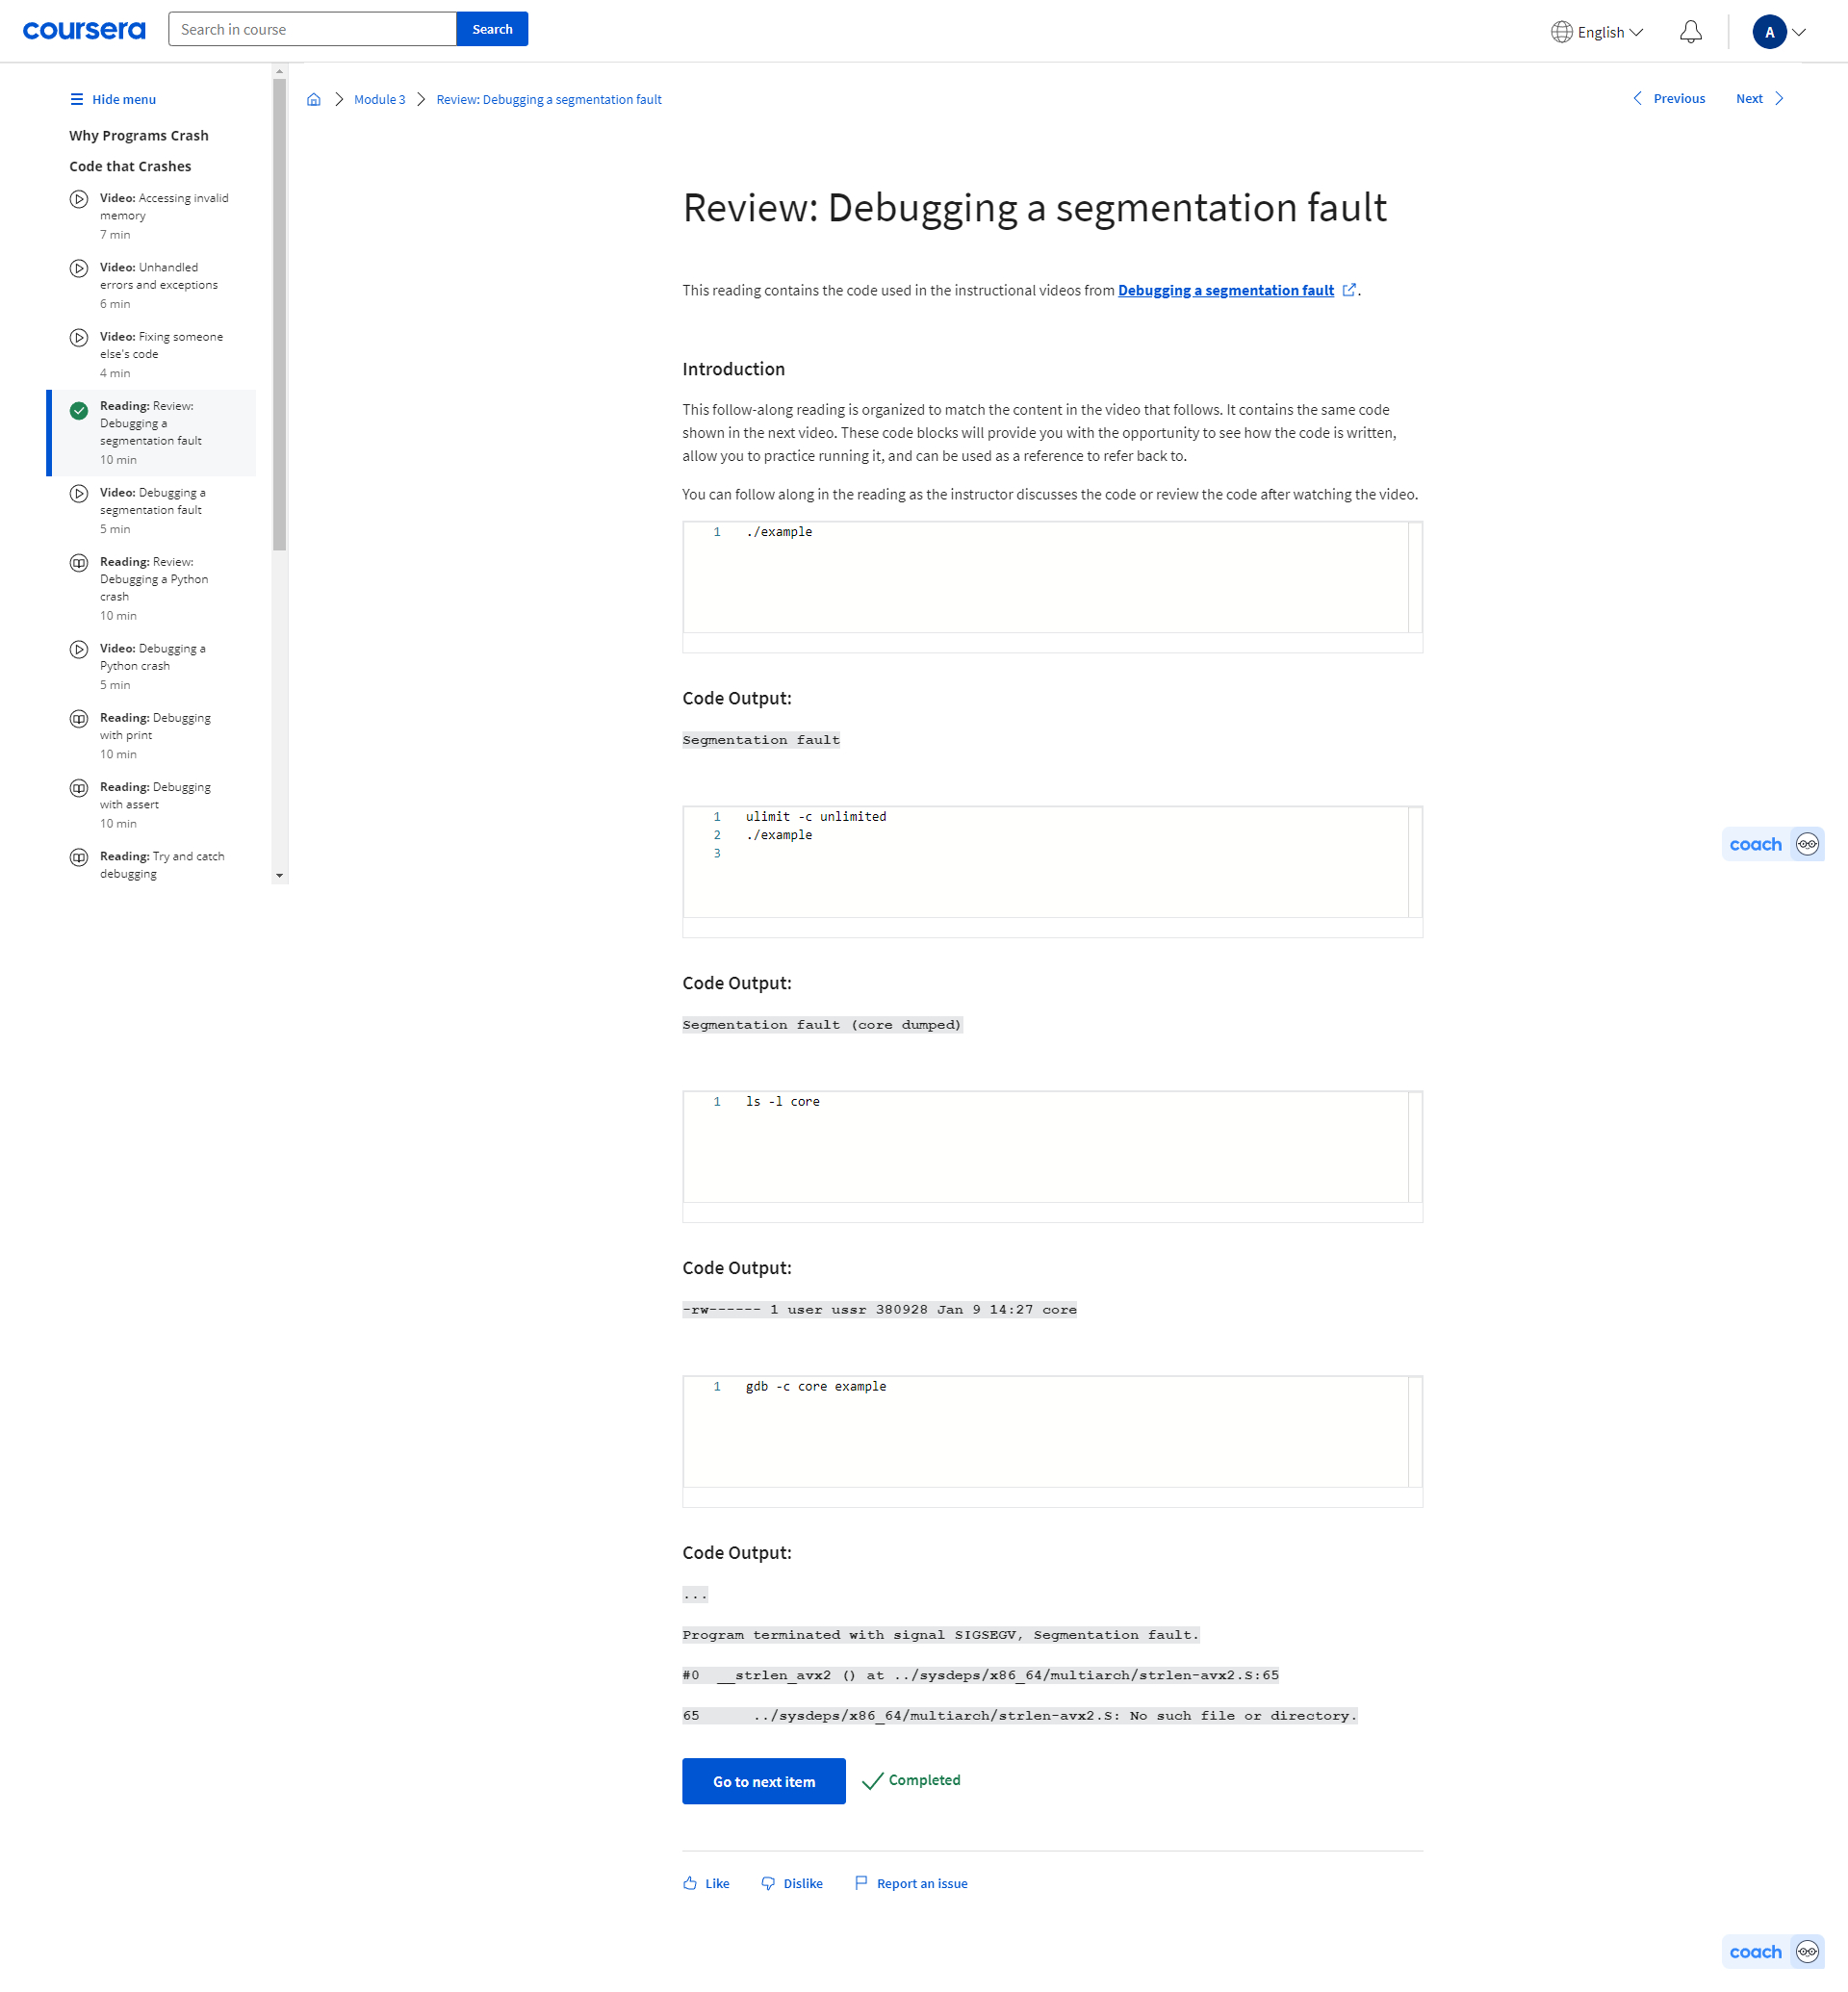 coursera
Search in course
Search
English
A
Hide menu
Why Programs Crash
Code that Crashes
Video: Accessing invalid
memory
7 min
Video: Unhandled
errors and exceptions
6 min
Video: Fixing someone
else's code
4 min
Reading: Review:
Debugging a
segmentation fault
10 min
Video: Debugging a
segmentation fault
5 min
Reading: Review:
Debugging a Python
crash
10 min
Video: Debugging a
Python crash
5 min
Reading: Debugging
with print
10 min
Reading: Debugging
with assert
10 min
Reading: Try and catch
debugging
Module 3
Review: Debugging a segmentation fault
Previous
Next
Review: Debugging a segmentation fault
This reading contains the code used in the instructional videos from Debugging a segmentation fault .
Introduction
This follow-along reading is organized to match the content in the video that follows. It contains the same code
shown in the next video. These code blocks will provide you with the opportunity to see how the code is written,
allow you to practice running it, and can be used as a reference to refer back to.
You can follow along in the reading as the instructor discusses the code or review the code after watching the video.
1 ./example
Code Output:
Segmentation fault
1 ulimit -c unlimited
2 ./example
3
Code Output:
Segmentation fault (core dumped)
1 ls -l core
Code Output:
-rw------ 1 user ussr 380928 Jan 9 14:27 core
1 gdb -c core example
Code Output:
...
Program terminated with signal SIGSEGV, Segmentation fault.
#0  __strlen_avx2 () at ../sysdeps/x86_64/multiarch/strlen-avx2.S:65
65      ../sysdeps/x86_64/multiarch/strlen-avx2.S: No such file or directory.
Go to next item
Completed
Like
Dislike
Report an issue
coach
coach